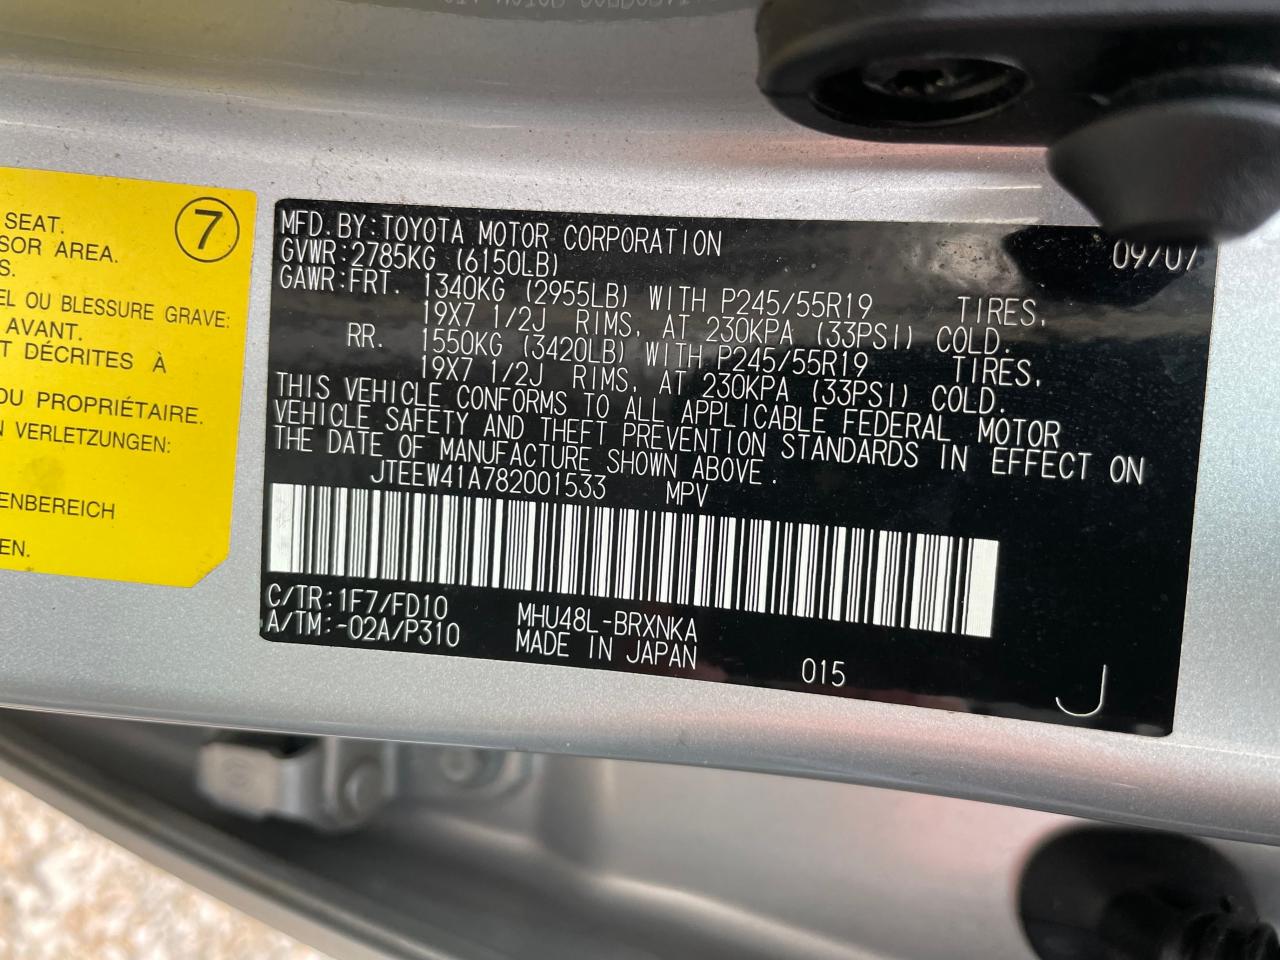 SEAT.
SOR AREA.
S.
EL OU BLESSURE GRAVE:
AVANT.
T DÉCRITES À
OU PROPRIÉTAIRE.
N VERLETZUNGEN:
ENBEREICH
EN.
7
MFD. BY: TOYOTA MOTOR CORPORATION 09/07
GVWR: 2785KG (6150LB)
GAWR: FRT. 1340KG (2955LB) WITH P245/55R19 TIRES,
19X7 1/2J RIMS, AT 230KPA (33PSI) COLD.
RR. 1550KG (3420LB) WITH P245/55R19 TIRES,
19X7 1/2J RIMS, AT 230KPA (33PSI) COLD.
THIS VEHICLE CONFORMS TO ALL APPLICABLE FEDERAL MOTOR
VEHICLE SAFETY AND THEFT PREVENTION STANDARDS IN EFFECT ON
THE DATE OF MANUFACTURE SHOWN ABOVE.
JTEEW41A782001533 MPV
C/TR: 1F7/FD10 MHU48L-BRXNKA
A/TM: -02A/P310 MADE IN JAPAN
015
J